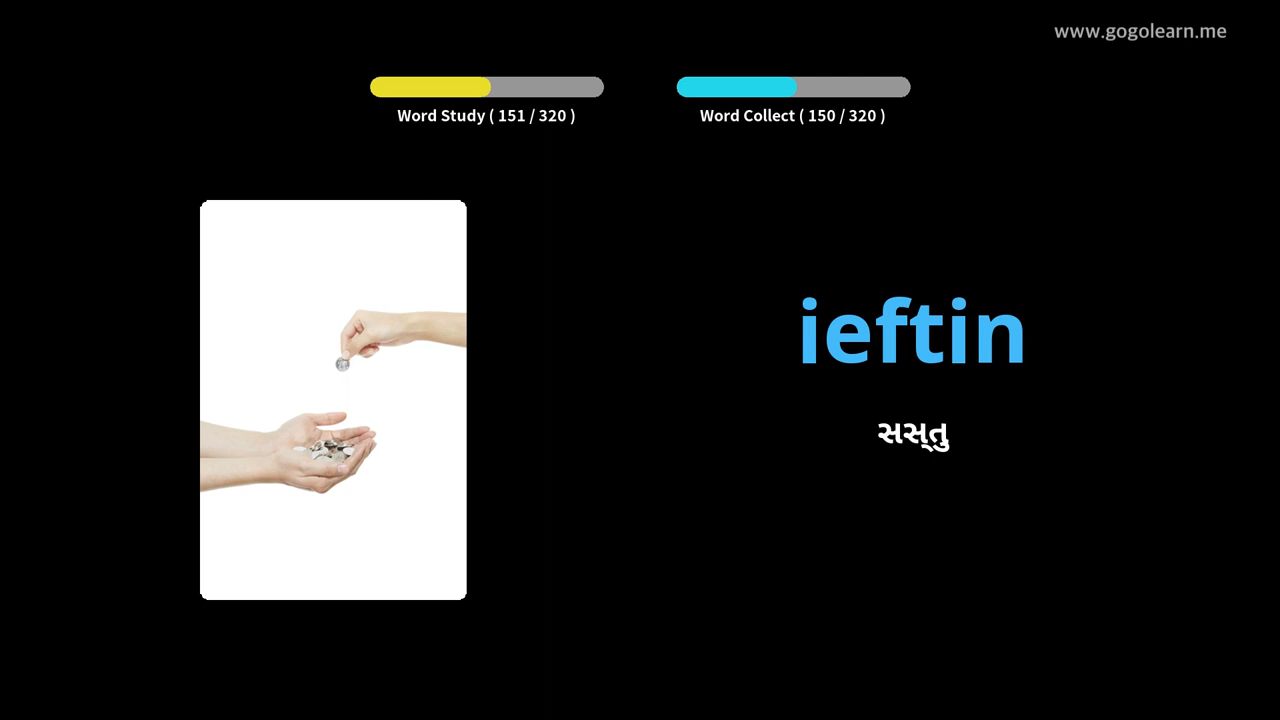 www.gogolearn.me
Word Study ( 151 / 320 )
Word Collect ( 150 / 320 )
ieftin
સસ્તુ